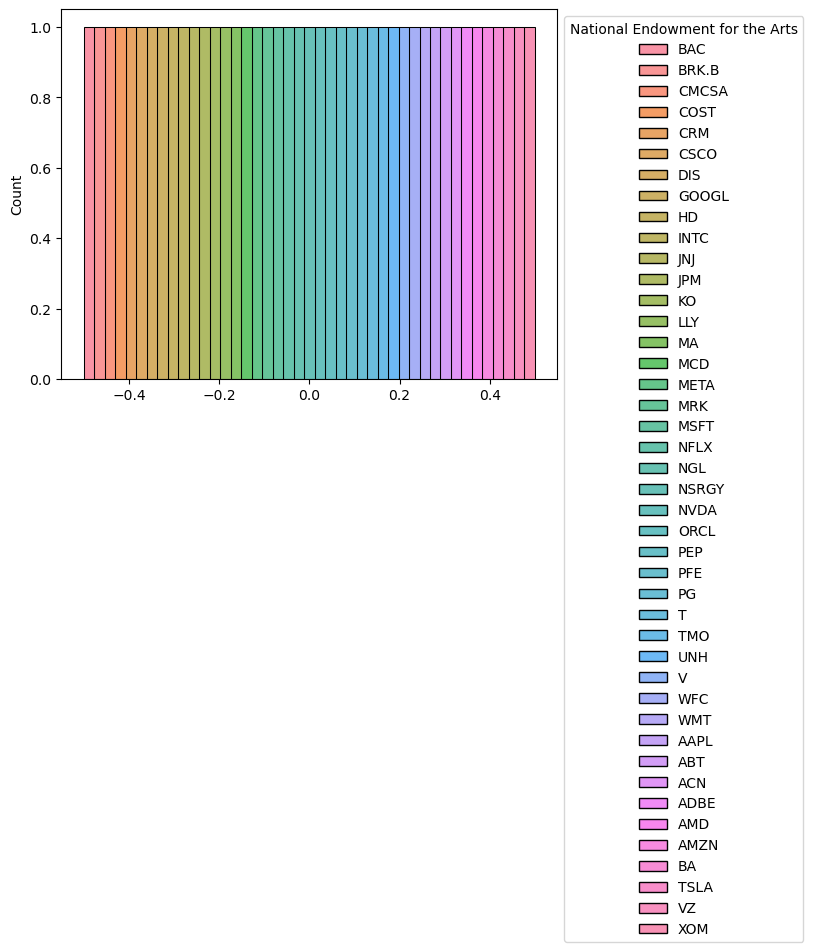 1.0
0.8
0.6
0.4
0.2
0.0
Count
−0.4
−0.2
0.0
0.2
0.4
National Endowment for the Arts
BAC
BRK.B
CMCSA
COST
CRM
CSCO
DIS
GOOGL
HD
INTC
JNJ
JPM
KO
LLY
MA
MCD
META
MRK
MSFT
NFLX
NGL
NSRGY
NVDA
ORCL
PEP
PFE
PG
T
TMO
UNH
V
WFC
WMT
AAPL
ABT
ACN
ADBE
AMD
AMZN
BA
TSLA
VZ
XOM